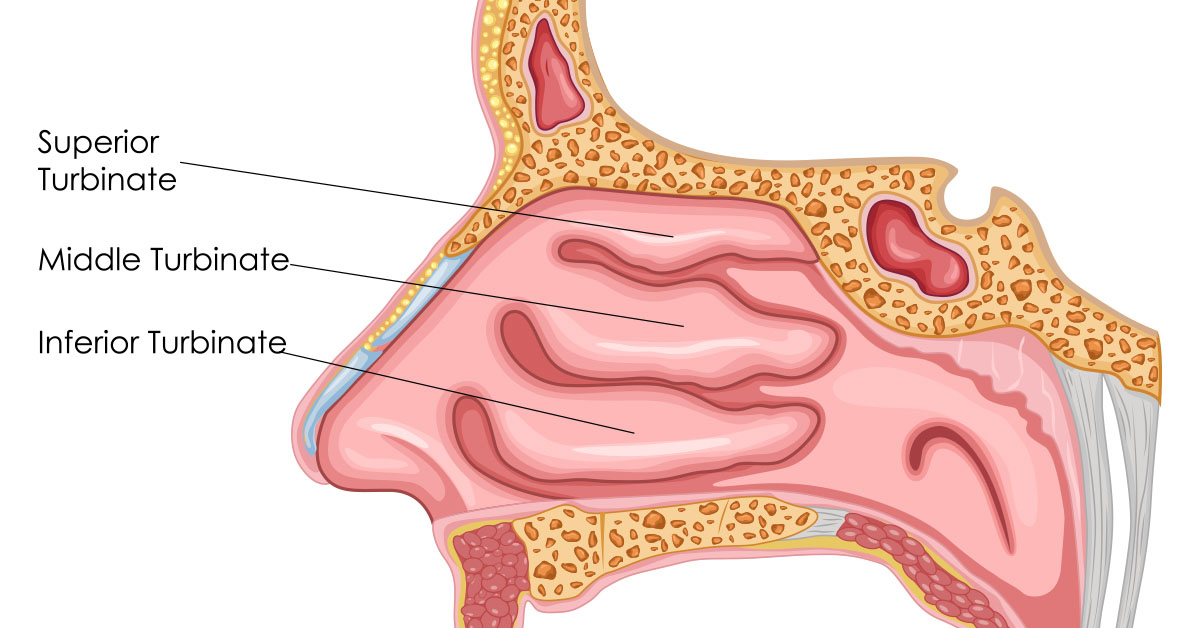 Superior
Turbinate
Middle Turbinate
Inferior Turbinate